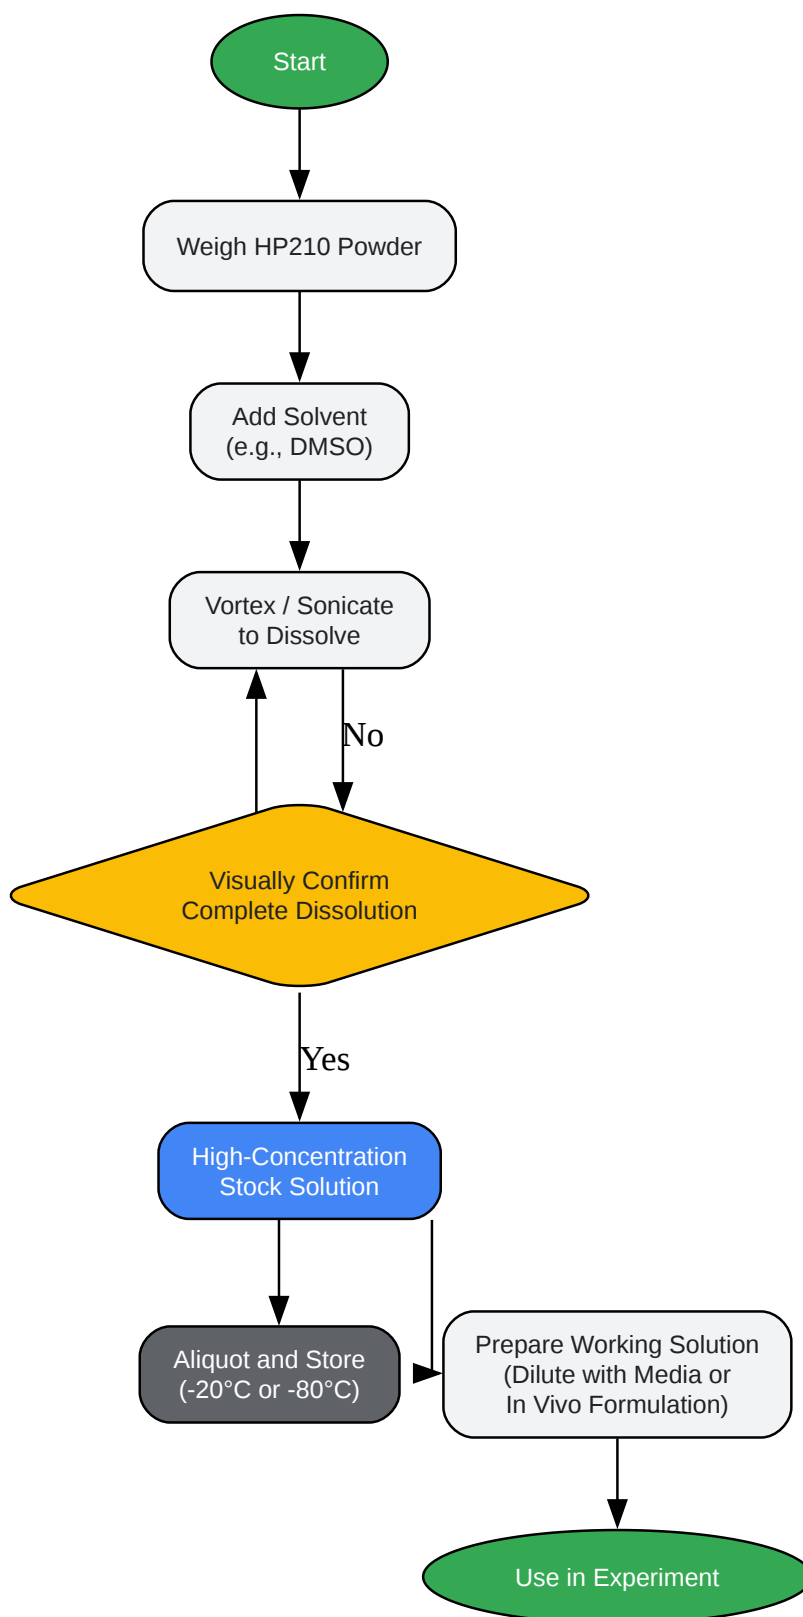 Start
Weigh HP210 Powder
Add Solvent
(e.g., DMSO)
Vortex / Sonicate
to Dissolve
No
Visually Confirm
Complete Dissolution
Yes
High-Concentration
Stock Solution
Aliquot and Store
(-20°C or -80°C)
Prepare Working Solution
(Dilute with Media or
In Vivo Formulation)
Use in Experiment